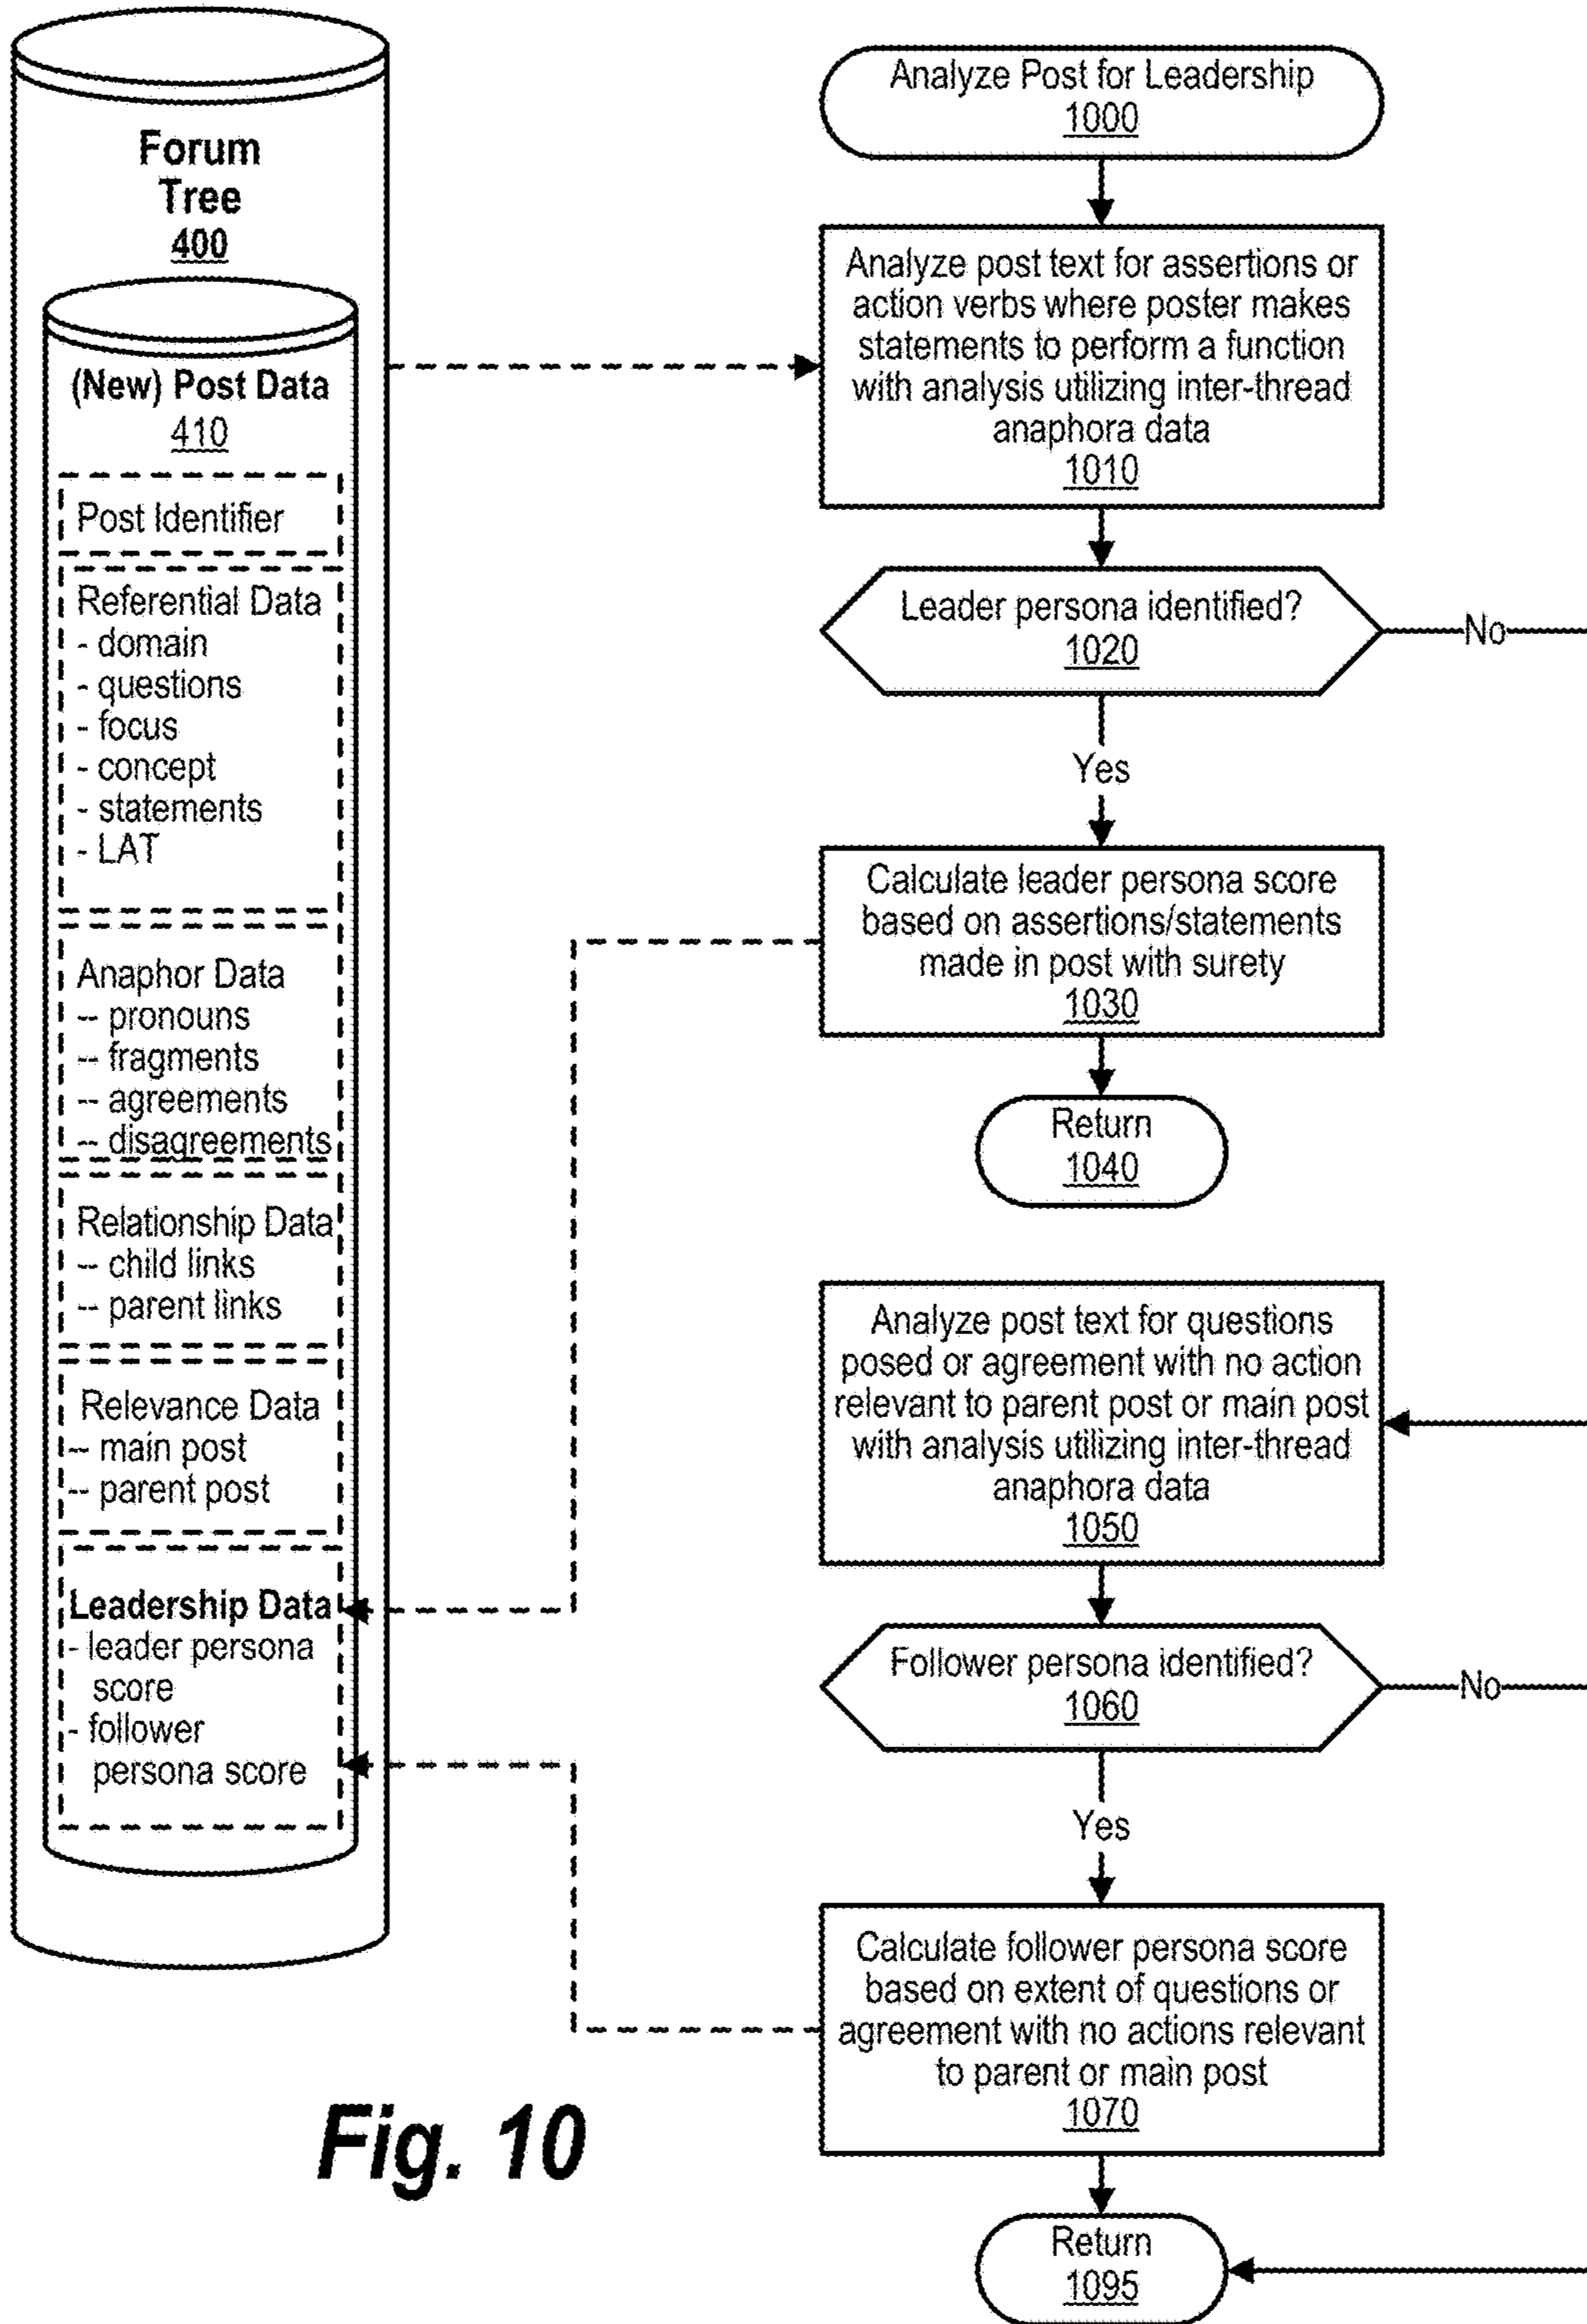 Forum
Tree
400
(New) Post Data
410
Post Identifier
Referential Data
- domain
- questions
- focus
- concept
- statements
- LAT
Anaphor Data
-- pronouns
-- fragments
-- agreements
-- disagreements
Relationship Data
-- child links
-- parent links
Relevance Data
-- main post
-- parent post
Leadership Data
- leader persona
score
- follower
persona score
Analyze Post for Leadership
1000
Analyze post text for assertions or
action verbs where poster makes
statements to perform a function
with analysis utilizing inter-thread
anaphora data
1010
Leader persona identified?
1020
No
Yes
Calculate leader persona score
based on assertions/statements
made in post with surety
1030
Return
1040
Analyze post text for questions
posed or agreement with no action
relevant to parent post or main post
with analysis utilizing inter-thread
anaphora data
1050
Follower persona identified?
1060
No
Yes
Calculate follower persona score
based on extent of questions or
agreement with no actions relevant
to parent or main post
1070
Return
1095
Fig. 10